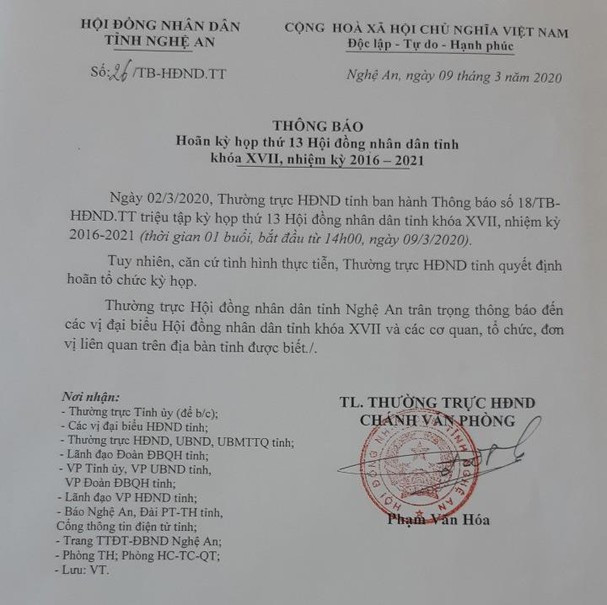 HỘI ĐỒNG NHÂN DÂN
TỈNH NGHỆ AN
CỘNG HOÀ XÃ HỘI CHỦ NGHĨA VIỆT NAM
Độc lập - Tự do - Hạnh phúc
Số: 26/TB-HĐND.TT
Nghệ An, ngày 09 tháng 3 năm 2020
THÔNG BÁO
Hoãn kỳ họp thứ 13 Hội đồng nhân dân tỉnh
khóa XVII, nhiệm kỳ 2016 – 2021
Ngày 02/3/2020, Thường trực HĐND tỉnh ban hành Thông báo số 18/TB-
HĐND.TT triệu tập kỳ họp thứ 13 Hội đồng nhân dân tỉnh khóa XVII, nhiệm kỳ
2016-2021 (thời gian 01 buổi, bắt đầu từ 14h00, ngày 09/3/2020).
Tuy nhiên, căn cứ tình hình thực tiễn, Thường trực HĐND tỉnh quyết định
hoãn tổ chức kỳ họp.
Thường trực Hội đồng nhân dân tỉnh Nghệ An trân trọng thông báo đến
các vị đại biểu Hội đồng nhân dân tỉnh khóa XVII và các cơ quan, tổ chức, đơn
vị liên quan trên địa bàn tỉnh được biết./.
Nơi nhận:
- Thường trực Tỉnh ủy (để b/c);
- Các vị đại biểu HĐND tỉnh;
- Thường trực HĐND, UBND, UBMTTQ tỉnh;
- Lãnh đạo Đoàn ĐBQH tỉnh;
- VP Tỉnh ủy, VP UBND tỉnh,
VP Đoàn ĐBQH tỉnh;
- Lãnh đạo VP HĐND tỉnh;
- Báo Nghệ An, Đài PT-TH tỉnh,
Cổng thông tin điện tử tỉnh;
- Trang TTĐT-ĐBND Nghệ An;
- Phòng TH; Phòng HC-TC-QT;
- Lưu: VT.
TL. THƯỜNG TRỰC HĐND
CHÁNH VĂN PHÒNG
HỘI ĐỒNG NHÂN TỈNH NGHỆ AN
Phạm Văn Hóa